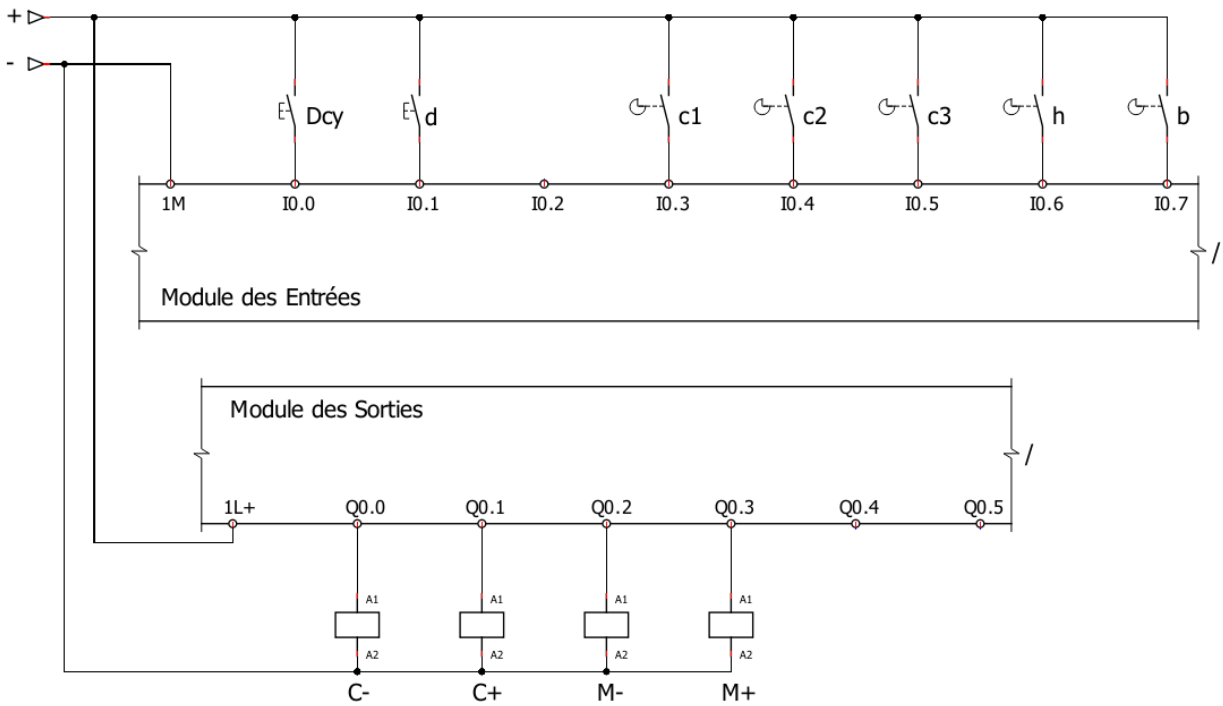 +
-
Dcy
d
c1
c2
c3
h
b
1M
I0.0
I0.1
I0.2
I0.3
I0.4
I0.5
I0.6
I0.7
/
Module des Entrées
Module des Sorties
/
1L+
Q0.0
Q0.1
Q0.2
Q0.3
Q0.4
Q0.5
A1
A1
A1
A1
A2
A2
A2
A2
C-
C+
M-
M+